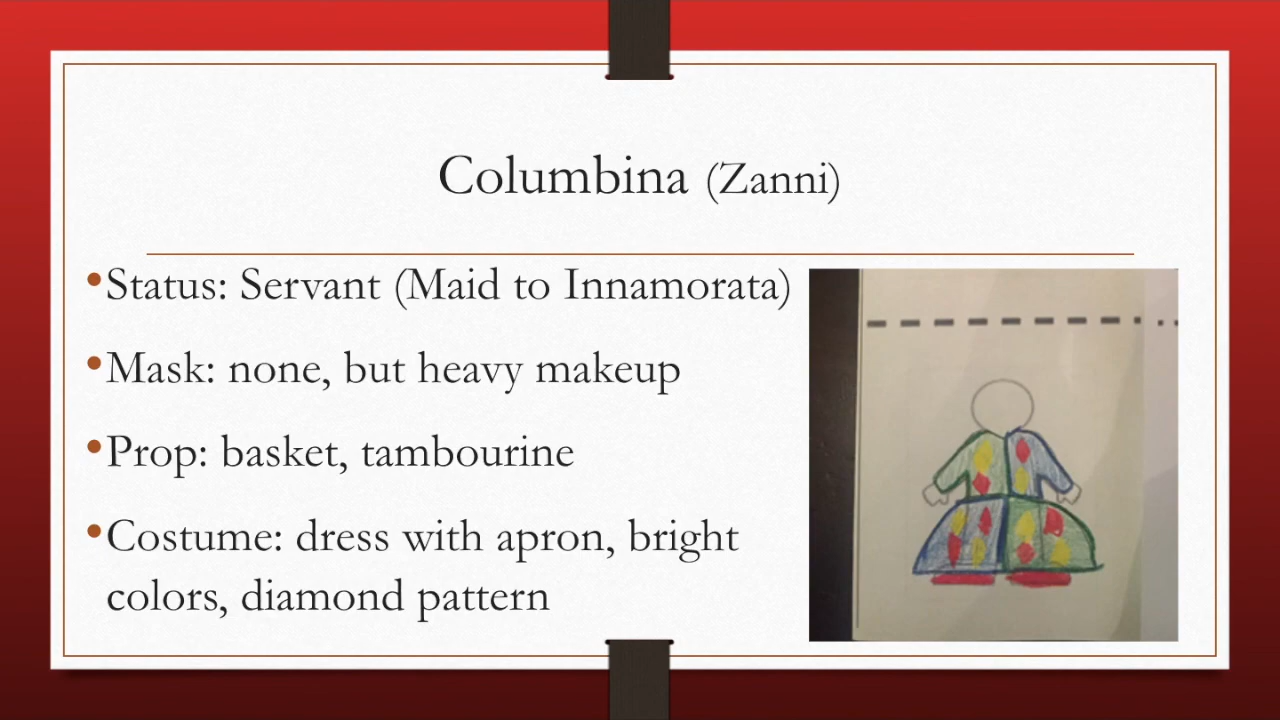 Columbina (Zanni)
•Status: Servant (Maid to Innamorata)
•Mask: none, but heavy makeup
•Prop: basket, tambourine
•Costume: dress with apron, bright
colors, diamond pattern